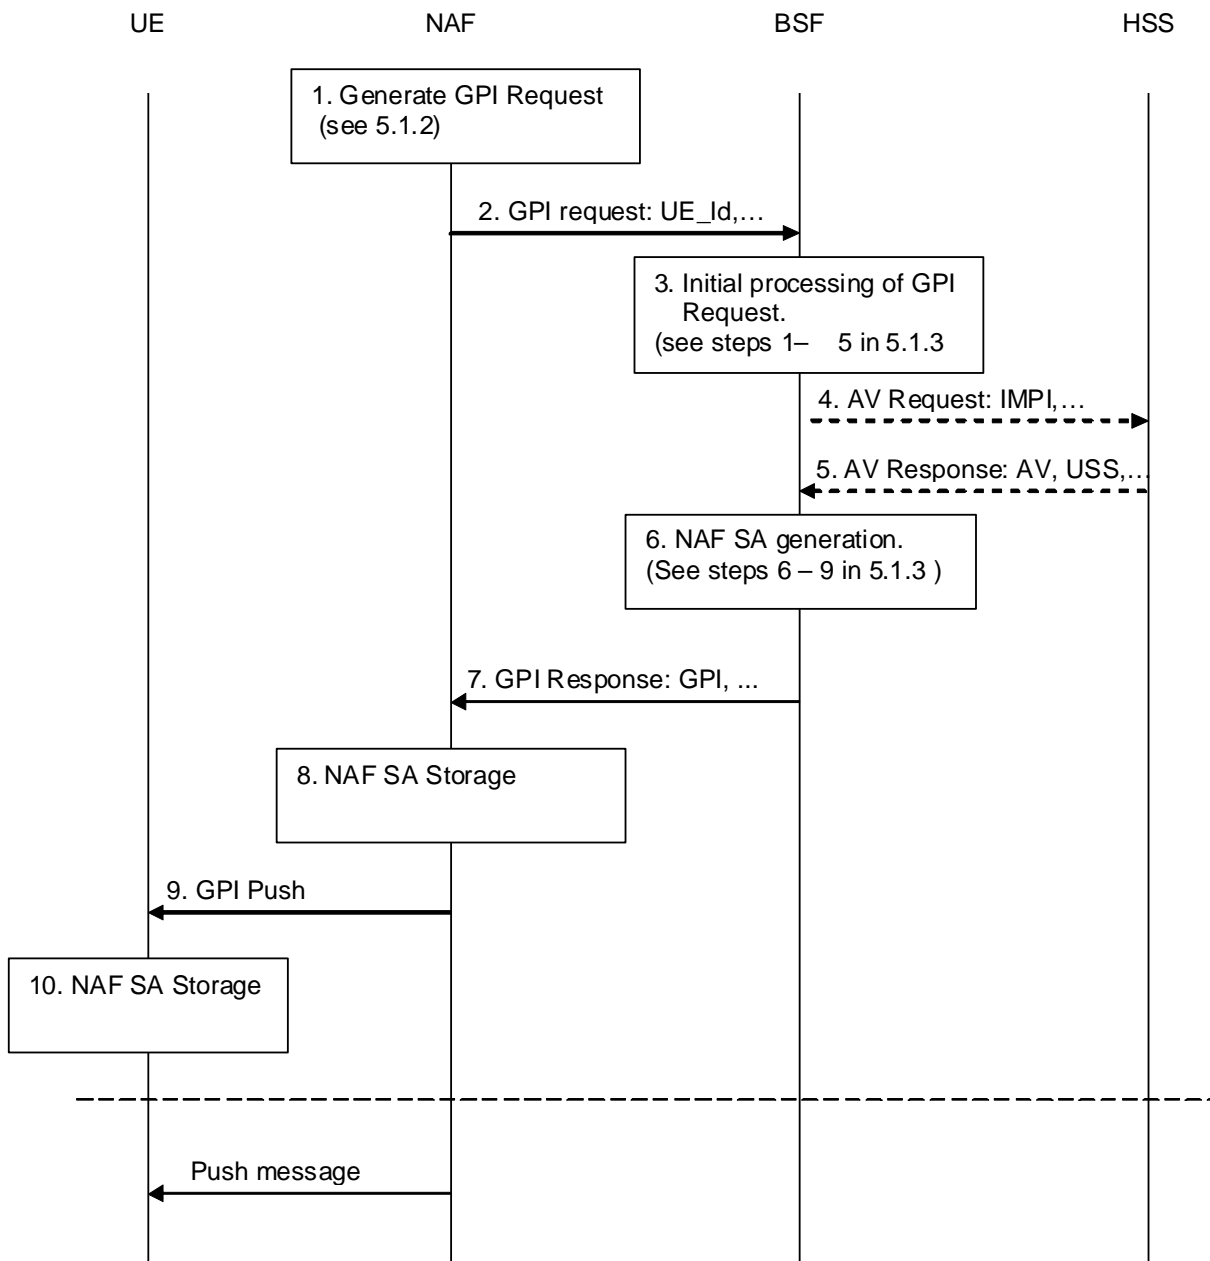 UE NAF BSF HSS
1. Generate GPI Request
(see 5.1.2)
2. GPI request: UE_Id,…
3. Initial processing of GPI
Request.
(see steps 1– 5 in 5.1.3
4. AV Request: IMPI,…
5. AV Response: AV, USS,…
6. NAF SA generation.
(See steps 6 – 9 in 5.1.3 )
7. GPI Response: GPI, ...
8. NAF SA Storage
9. GPI Push
10. NAF SA Storage
Push message